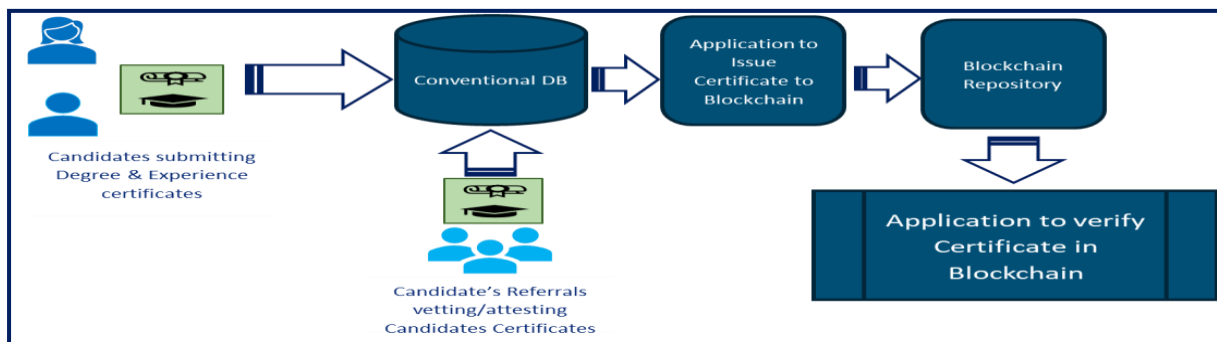 Candidates submitting
Degree & Experience
certificates
Conventional DB
Candidate's Referrals
vetting/attesting
Candidates Certificates
Application to
Issue
Certificate to
Blockchain
Blockchain
Repository
Application to verify
Certificate in
Blockchain